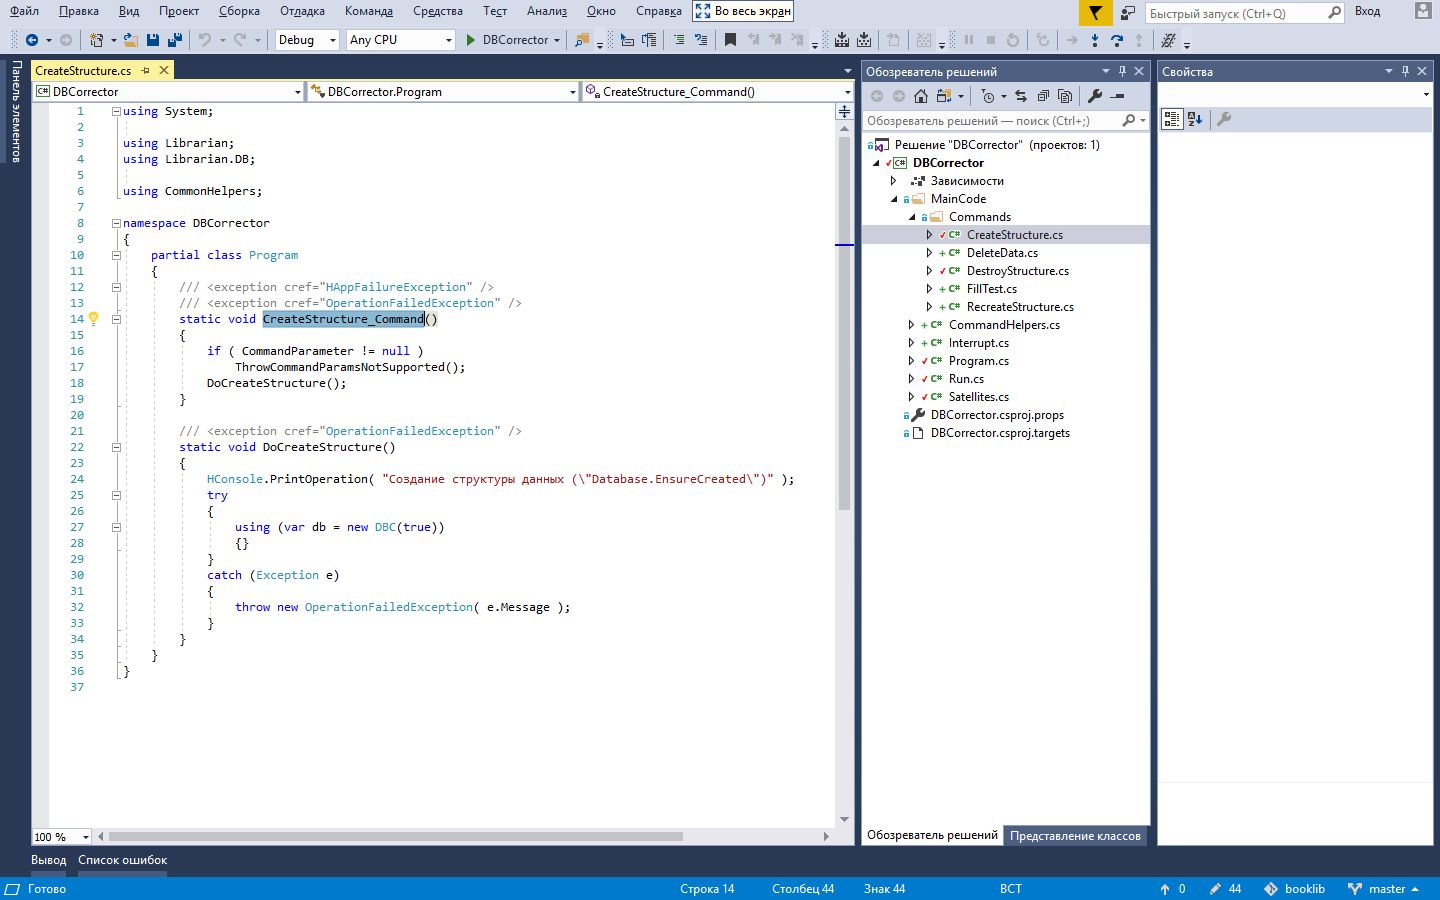 Файл Правка Вид Проект Сборка Отладка Команда Средства Тест Анализ Окно Справка Во весь экран Быстрый запуск (Ctrl+Q) Вход
Debug Any CPU DBCorrector
Панель элементов
CreateStructure.cs
DBCorrector DBCorrector.Program CreateStructure_Command()
1 using System;
2
3 using Librarian;
4 using Librarian.DB;
5
6 using CommonHelpers;
7
8 namespace DBCorrector
9 {
10 partial class Program
11 {
12 /// <exception cref="HAppFailureException" />
13 /// <exception cref="OperationFailedException" />
14 static void CreateStructure_Command()
15 {
16 if ( CommandParameter != null )
17 ThrowCommandParamsNotSupported();
18 DoCreateStructure();
19 }
20
21 /// <exception cref="OperationFailedException" />
22 static void DoCreateStructure()
23 {
24 HConsole.PrintOperation( "Создание структуры данных (\"Database.EnsureCreated\")" );
25 try
26 {
27 using (var db = new DBC(true))
28 {}
29 }
30 catch (Exception e)
31 {
32 throw new OperationFailedException( e.Message );
33 }
34 }
35 }
36 }
37
100 %
Обозреватель решений
Обозреватель решений — поиск (Ctrl+;)
Решение "DBCorrector" (проектов: 1)
C# DBCorrector
Зависимости
MainCode
Commands
C# CreateStructure.cs
C# DeleteData.cs
C# DestroyStructure.cs
C# FillTest.cs
C# RecreateStructure.cs
C# CommandHelpers.cs
C# Interrupt.cs
C# Program.cs
C# Run.cs
C# Satellites.cs
DBCorrector.csproj.props
DBCorrector.csproj.targets
Обозреватель решений Представление классов
Свойства
Вывод Список ошибок
Готово Строка 14 Столбец 44 Знак 44 ВСТ 0 44 booklib master